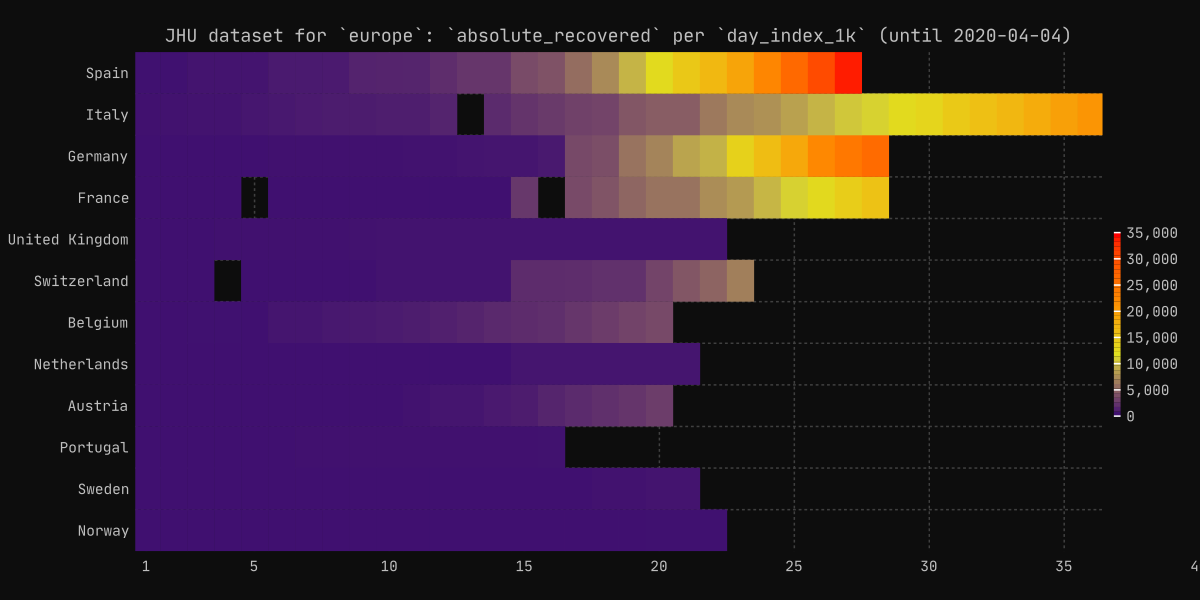 JHU dataset for `europe`: `absolute_recovered` per `day_index_1k` (until 2020-04-04)
Spain
Italy
Germany
France
United Kingdom
Switzerland
Belgium
Netherlands
Austria
Portugal
Sweden
Norway
35,000
30,000
25,000
20,000
15,000
10,000
5,000
0
1 5 10 15 20 25 30 35 4